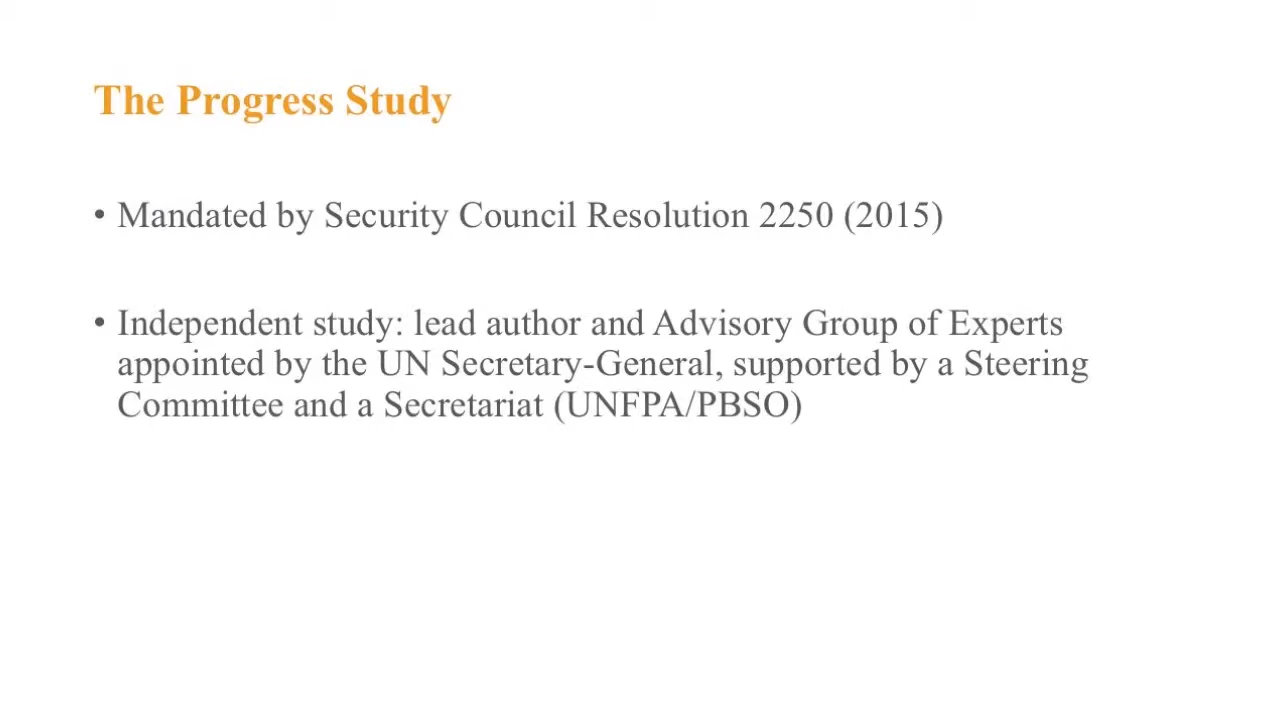 The Progress Study
• Mandated by Security Council Resolution 2250 (2015)
• Independent study: lead author and Advisory Group of Experts
appointed by the UN Secretary-General, supported by a Steering
Committee and a Secretariat (UNFPA/PBSO)